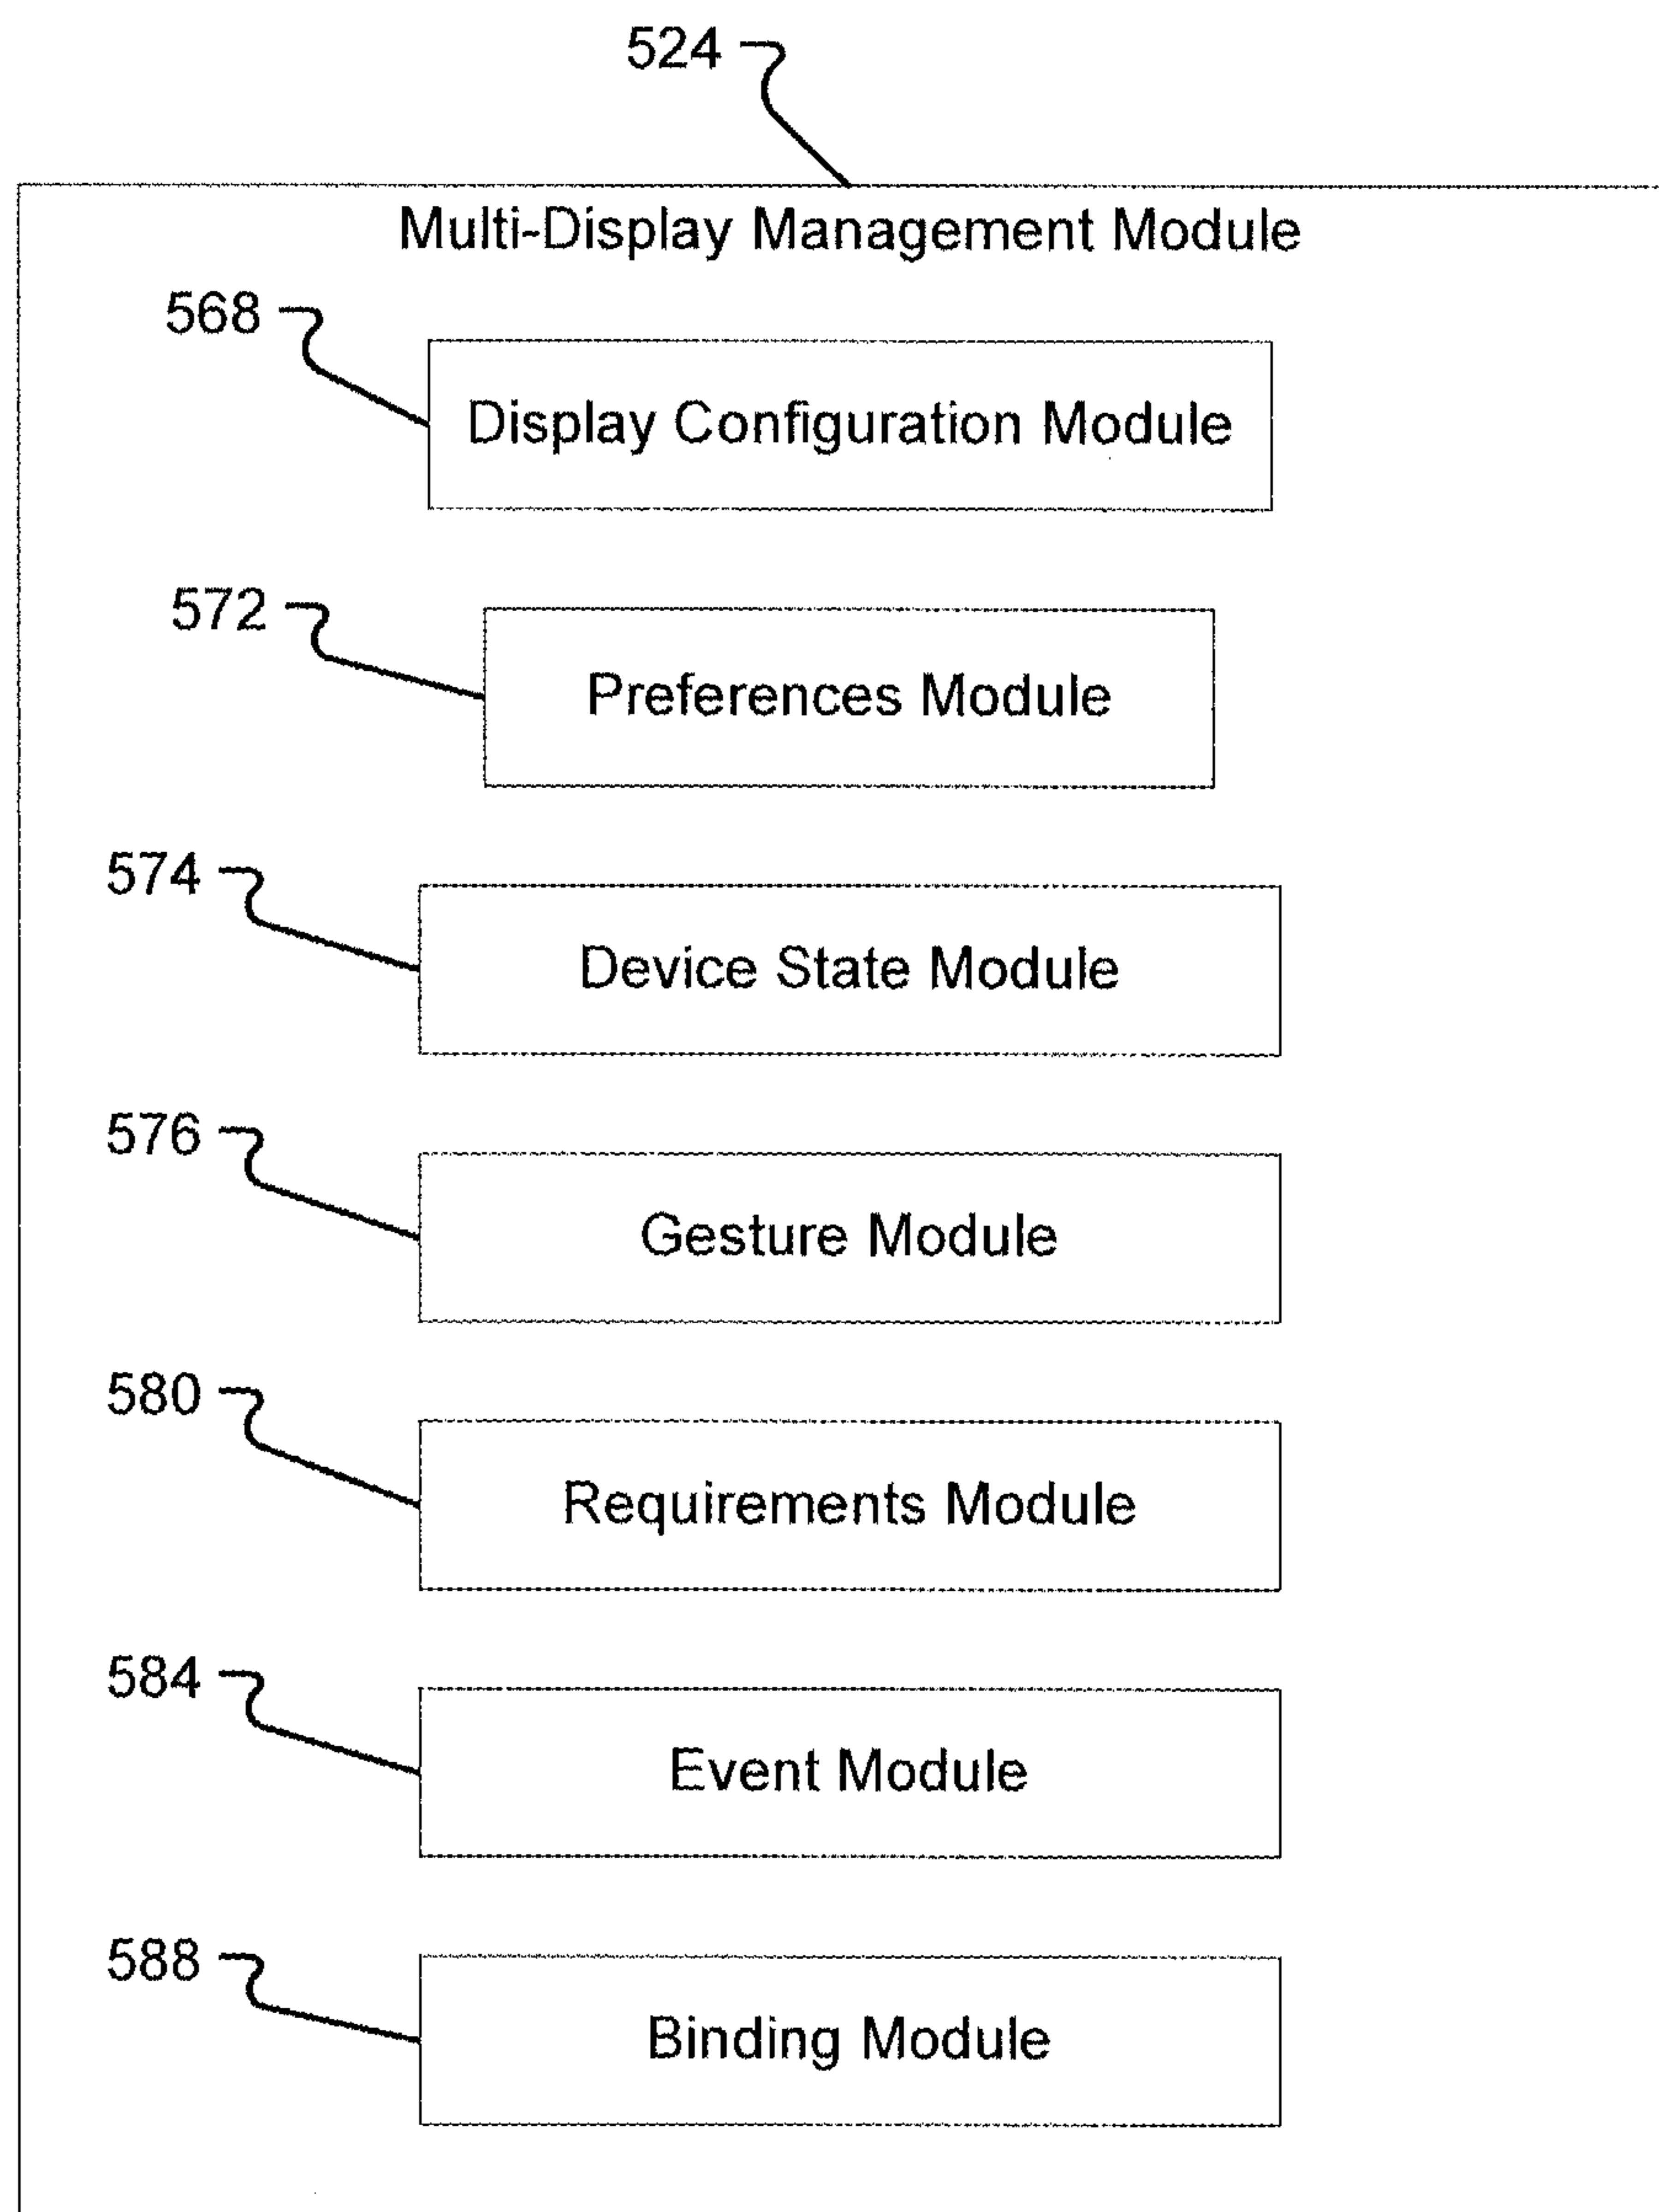 524
Multi-Display Management Module
568
Display Configuration Module
572
Preferences Module
574
Device State Module
576
Gesture Module
580
Requirements Module
584
Event Module
588
Binding Module